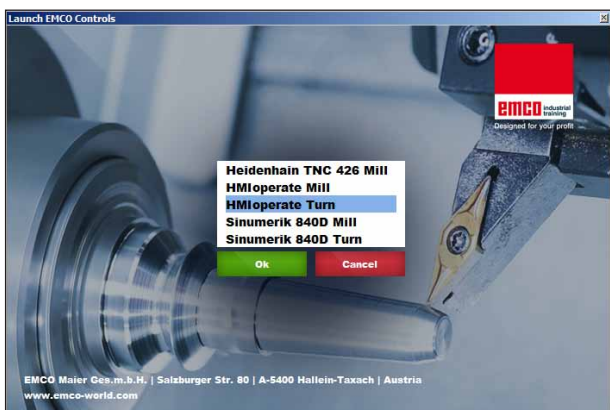 Launch EMCO Controls
emco industrial
training
Designed for your profit
Heidenhain TNC 426 Mill
HMIoperate Mill
HMIoperate Turn
Sinumerik 840D Mill
Sinumerik 840D Turn
Ok Cancel
EMCO Maier Ges.m.b.H. | Salzburger Str. 80 | A-5400 Hallein-Taxach | Austria
www.emco-world.com